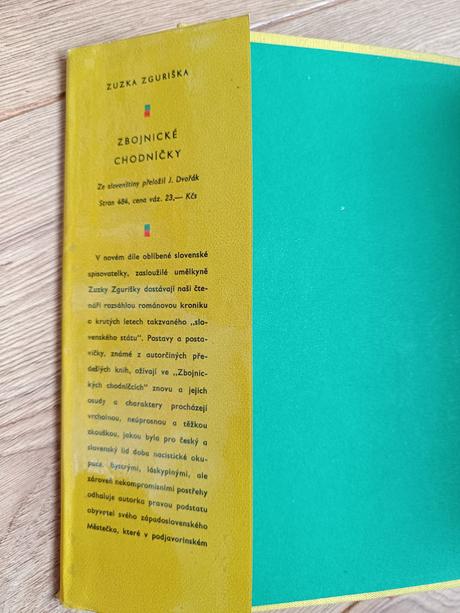 ZUZKA ZGURIŠKA
ZBOJNICKÉ
CHODNÍČKY
Ze slovenštiny přeložil J. Dvořák
Stran 484, cena váz. 23,— Kčs
V novém díle oblíbené slovenské
spisovatelky, zasloužilé umělkyně
Zuzky Zgurišky dostávají naši čte-
náři rozsáhlou románovou kroniku
o krutých letech takzvaného „slo-
venského státu". Postavy a posta-
vičky, známé z autorčiných pře-
dešlých knih, ožívají ve „Zbojnic-
kých chodníčcích" znovu a jejich
osudy a charaktery procházejí
vrcholnou, neúprosnou a těžkou
zkouškou, jakou byla pro český a
slovenský lid doba nacistické oku-
pace. Bystrými, láskyplnými, ale
zároveň nekompromisními postřehy
odhaluje autorka pravou podstatu
obyvatel svého západoslovenského
Městečka, které v podjavorinském